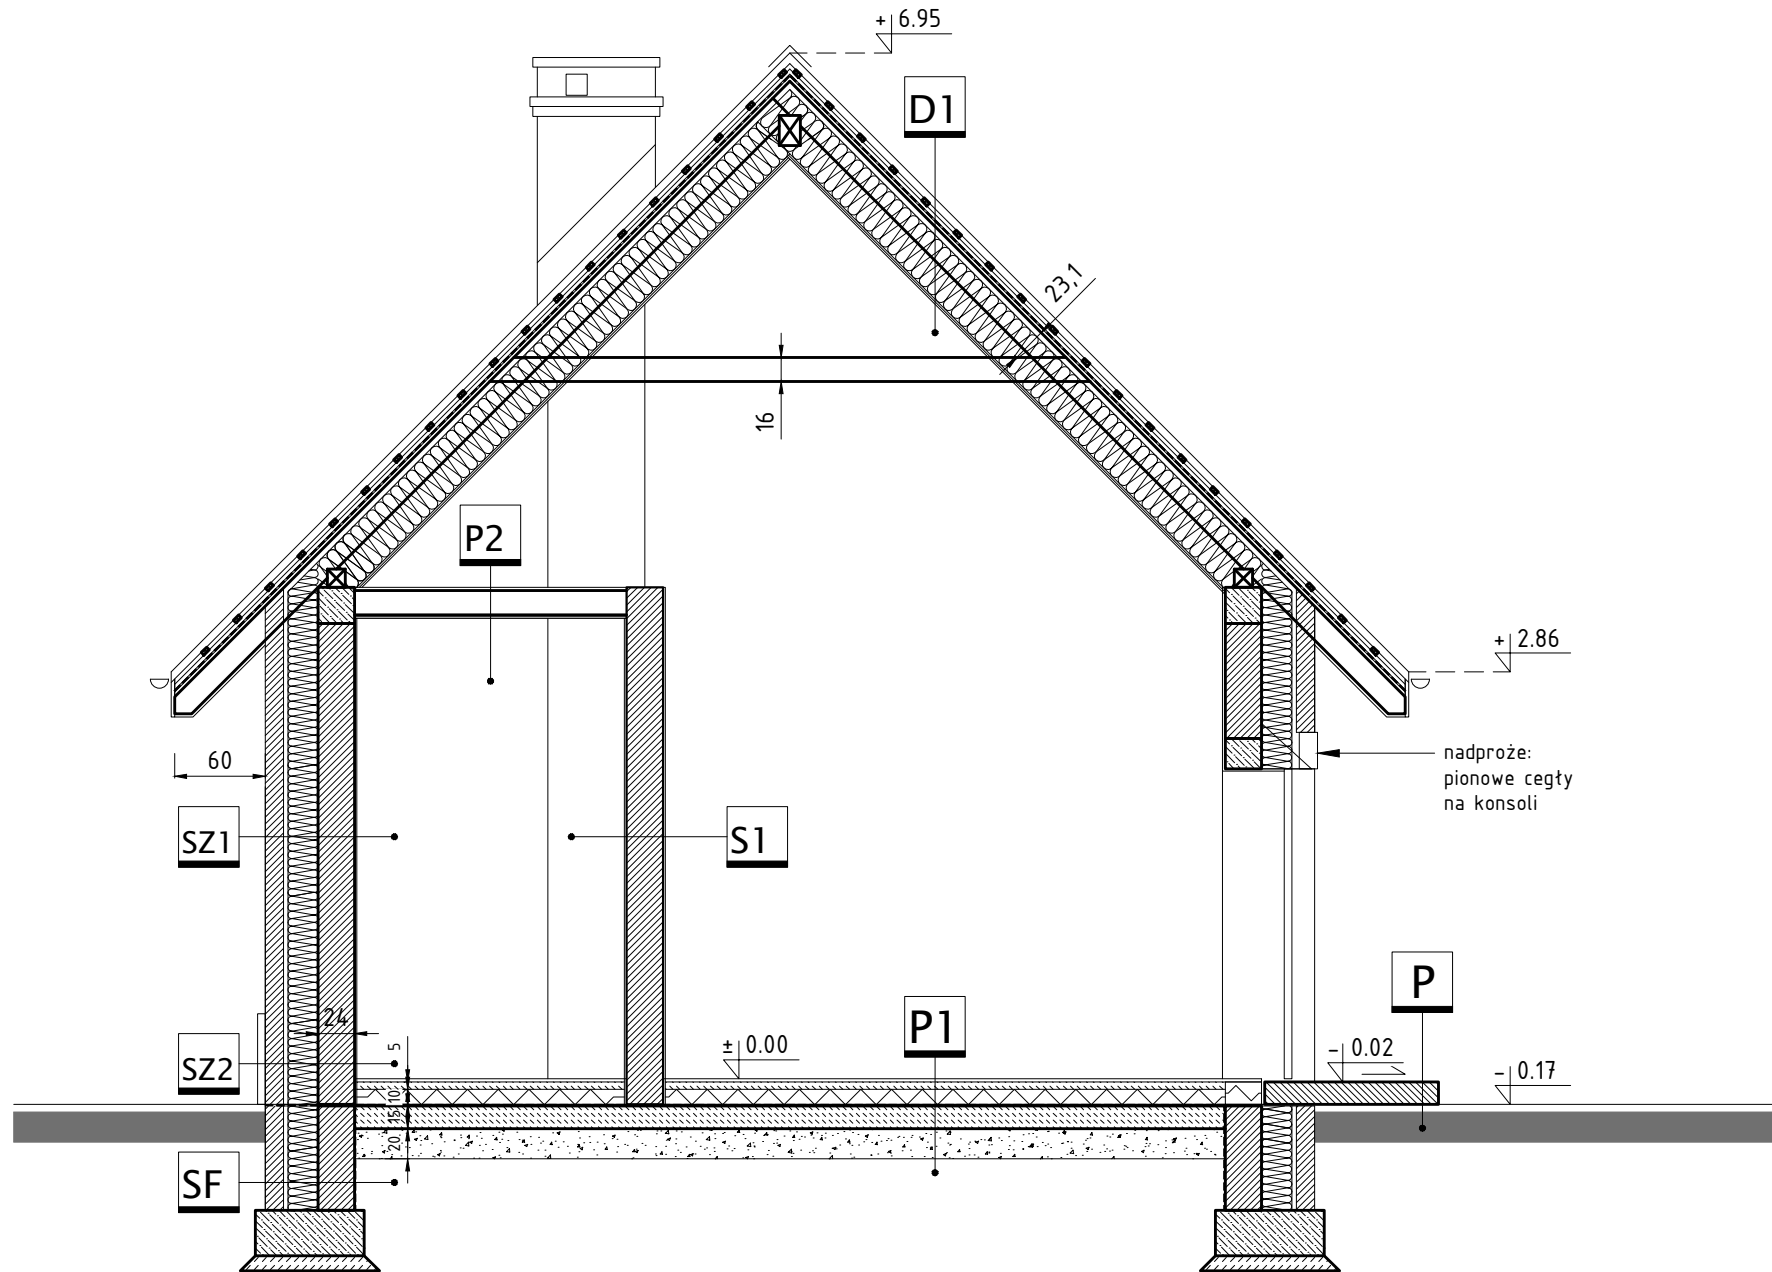 + 6.95
D1
23,1
16
P2
+ 2.86
nadproże:
pionowe cegły
na konsoli
60
SZ1
S1
P
24
P1
5
± 0.00
- 0.02
SZ2
- 0.17
10
15
20
SF